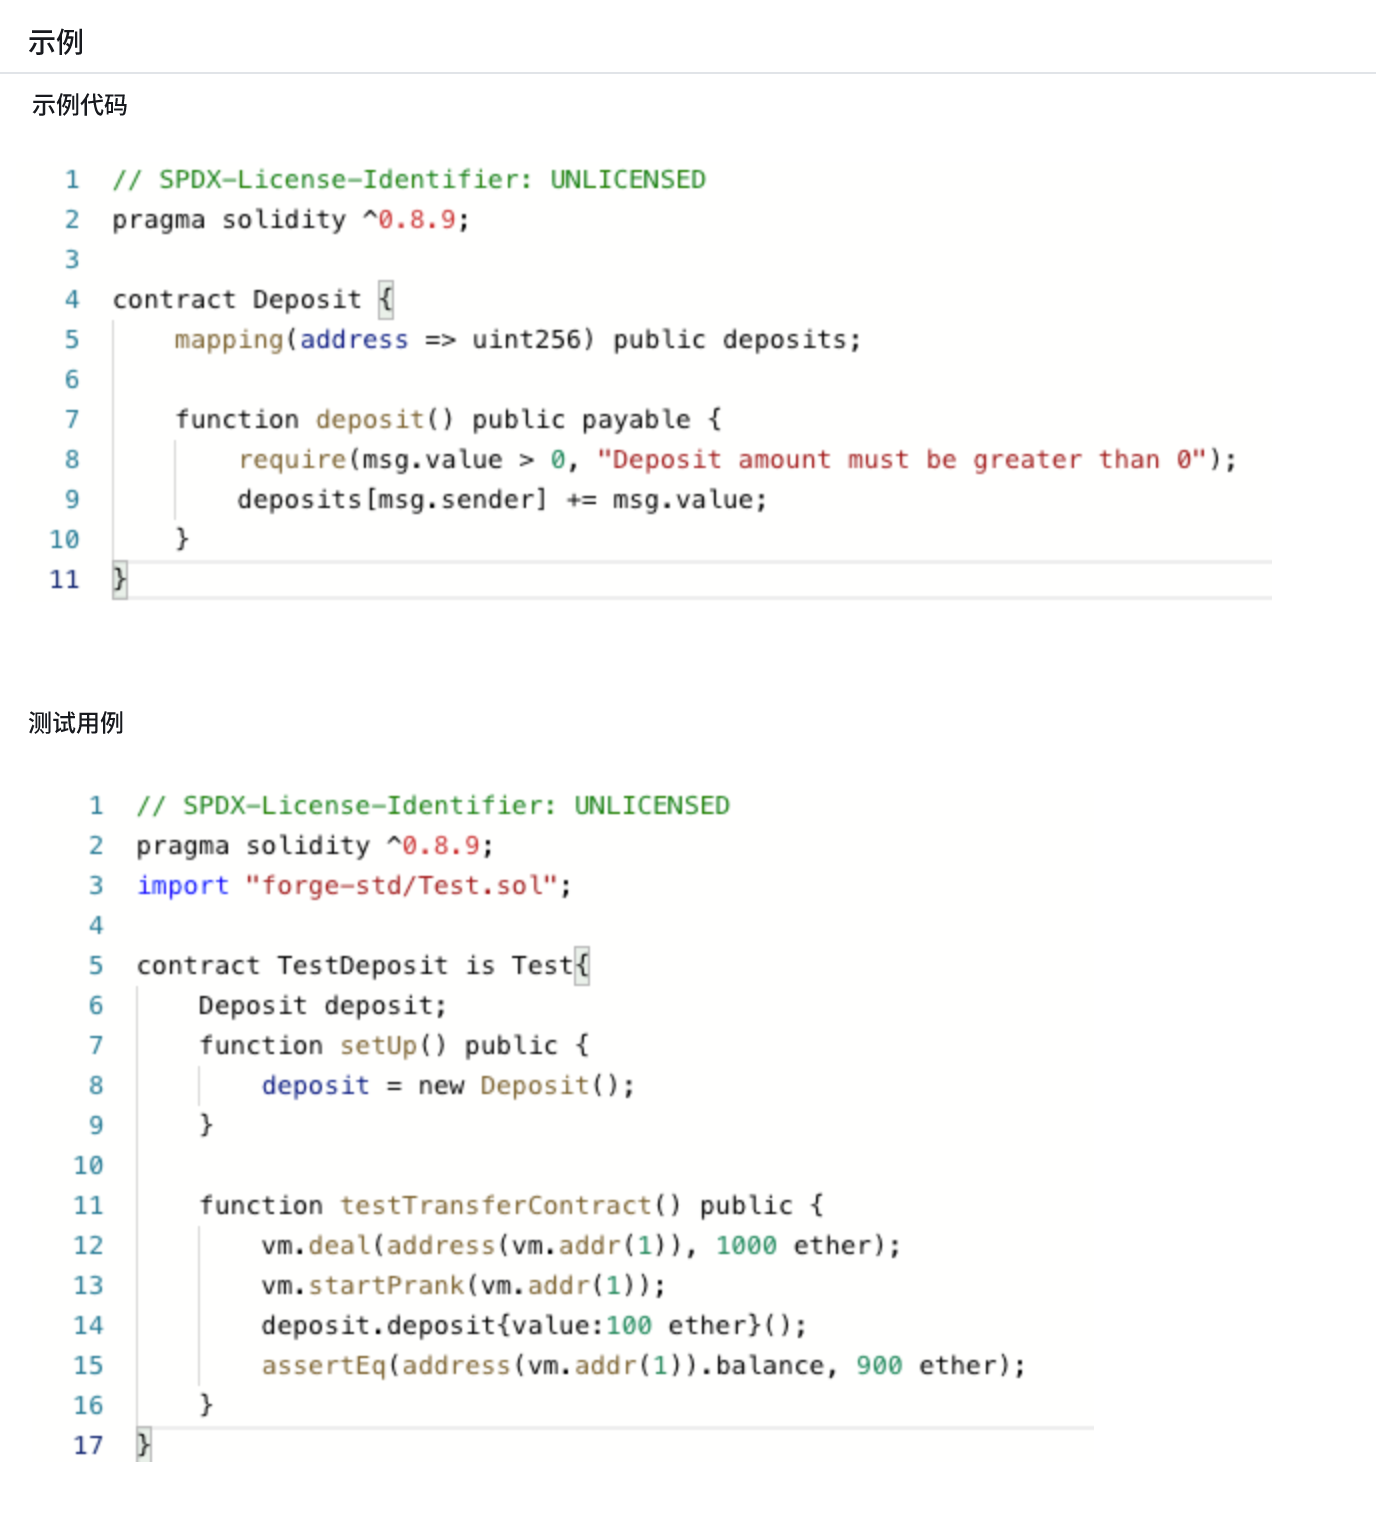 示例
示例代码
1 // SPDX-License-Identifier: UNLICENSED
2 pragma solidity ^0.8.9;
3
4 contract Deposit {
5     mapping(address => uint256) public deposits;
6
7     function deposit() public payable {
8         require(msg.value > 0, "Deposit amount must be greater than 0");
9         deposits[msg.sender] += msg.value;
10     }
11 }
测试用例
1 // SPDX-License-Identifier: UNLICENSED
2 pragma solidity ^0.8.9;
3 import "forge-std/Test.sol";
4
5 contract TestDeposit is Test{
6     Deposit deposit;
7     function setUp() public {
8         deposit = new Deposit();
9     }
10
11     function testTransferContract() public {
12         vm.deal(address(vm.addr(1)), 1000 ether);
13         vm.startPrank(vm.addr(1));
14         deposit.deposit{value:100 ether}();
15         assertEq(address(vm.addr(1)).balance, 900 ether);
16     }
17 }